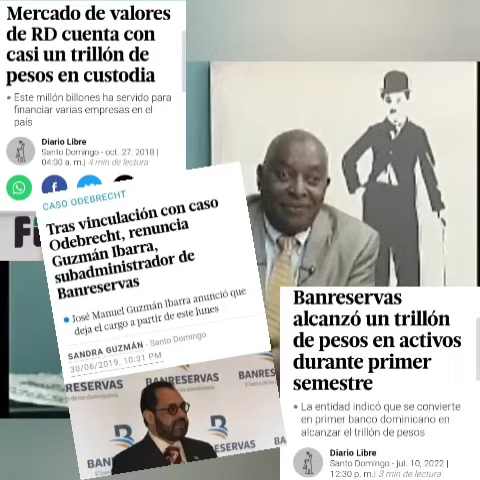 Mercado de valores
de RD cuenta con
casi un trillón de
pesos en custodia
• Este millón billones ha servido para
financiar varias empresas en el
país
Diario Libre
Santo Domingo - oct. 27, 2018 |
04:00 a. m. | 4 min de lectura
CASO ODEBRECHT
Tras vinculación con caso
Odebrecht, renuncia
Guzmán Ibarra,
subadministrador de
Banreservas
• José Manuel Guzmán Ibarra anunció que
deja el cargo a partir de este lunes
SANDRA GUZMÁN - Santo Domingo
30/06/2019, 10:31 PM
RESERVAS
BANRESERVAS
BANRES
RESERVAS
BAN
Banreservas
alcanzó un trillón
de pesos en activos
durante primer
semestre
• La entidad indicó que se convierte
en primer banco dominicano en
alcanzar el trillón de pesos
Diario Libre
Santo Domingo - jul. 10, 2022 |
12:30 p. m. | 3 min de lectura